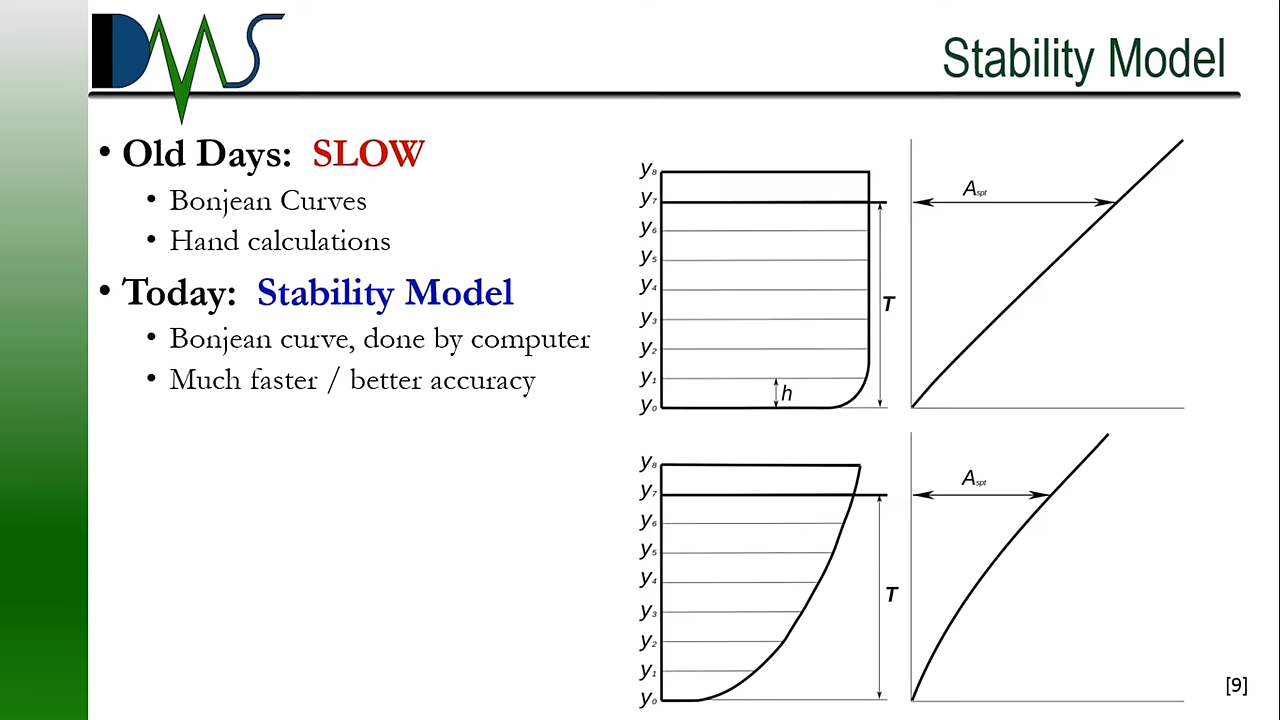 DMS
Stability Model
• Old Days: SLOW
• Bonjean Curves
• Hand calculations
• Today: Stability Model
• Bonjean curve, done by computer
• Much faster / better accuracy
y₈
y₇
y₆
y₅
y₄
y₃
y₂
y₁
y₀
h
T
Aspt
y₈
y₇
y₆
y₅
y₄
y₃
y₂
y₁
y₀
T
Aspt
[9]